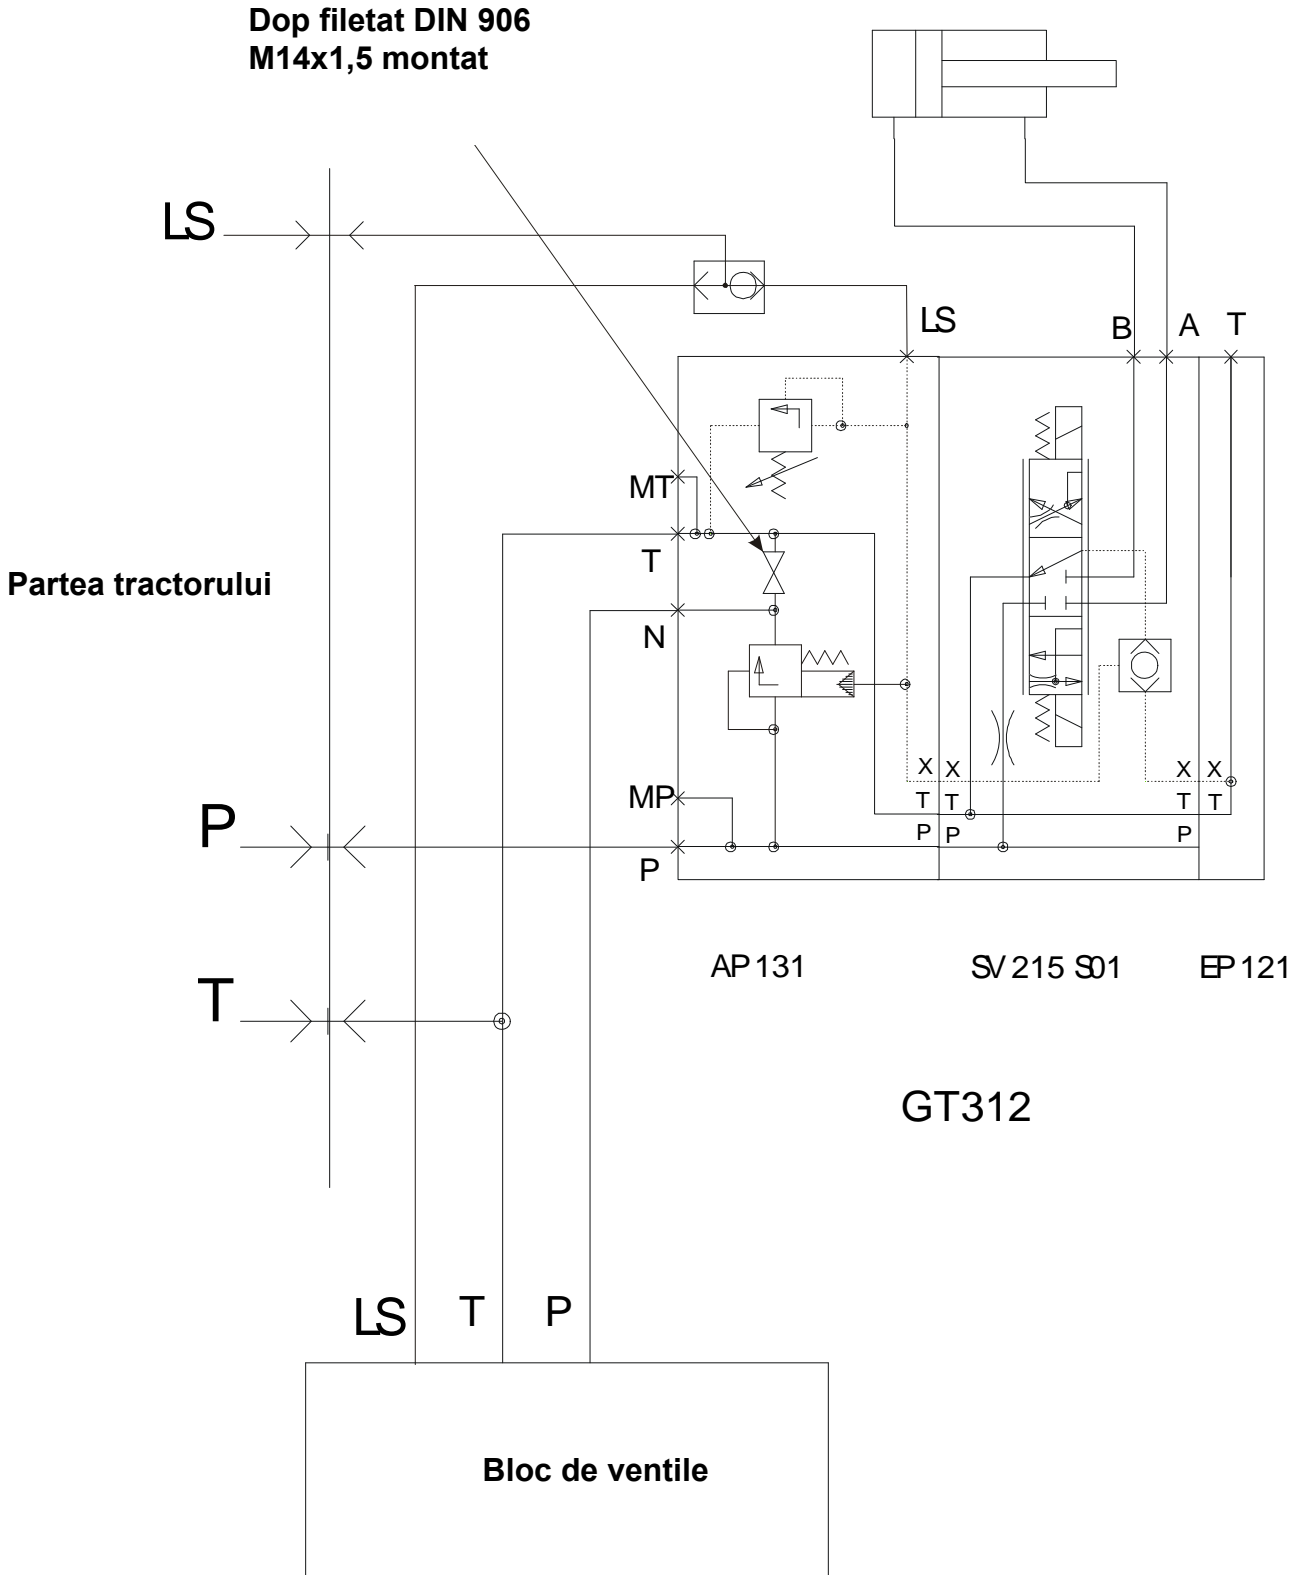 Dop filetat DIN 906
M14x1,5 montat
LS
LS
B A T
MT
T
Partea tractorului
N
X X X X
MP
T T T T
P
P P P
P
AP 131 SV 215 S01 EP 121
T
GT312
LS T P
Bloc de ventile